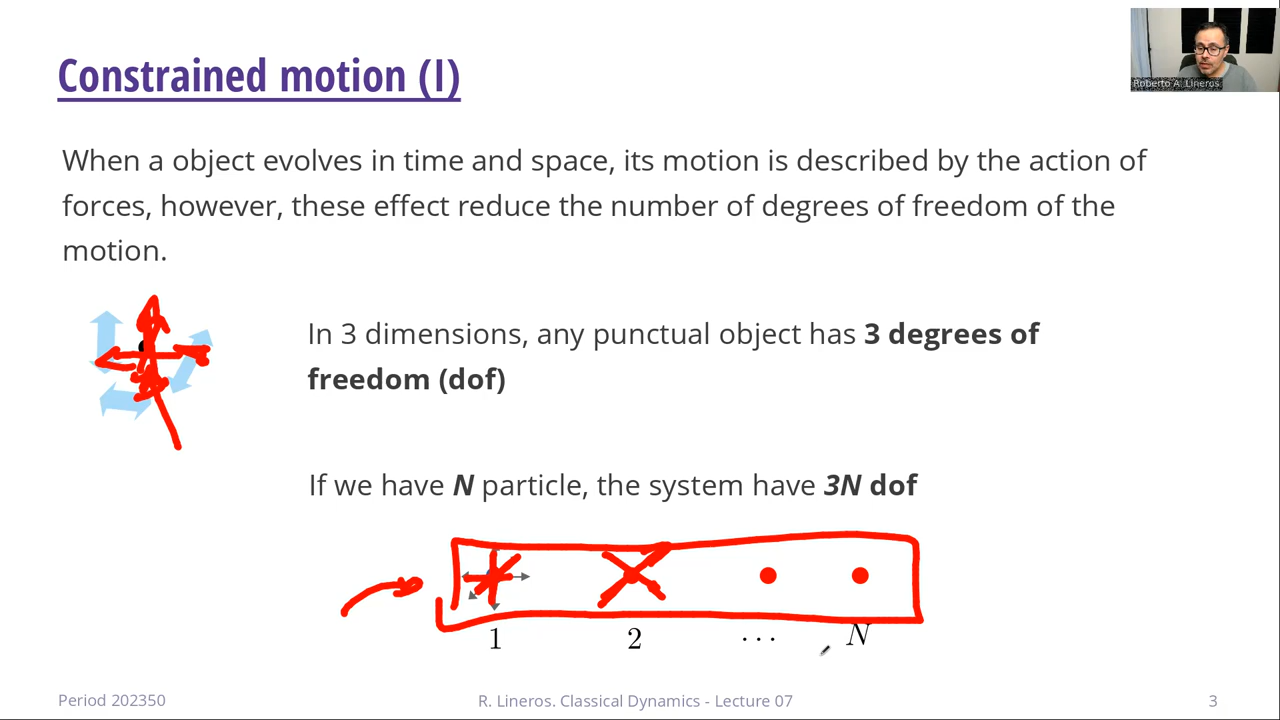 Constrained motion (I)
Roberto A. Lineros
When a object evolves in time and space, its motion is described by the action of
forces, however, these effect reduce the number of degrees of freedom of the
motion.
In 3 dimensions, any punctual object has 3 degrees of
freedom (dof)
If we have N particle, the system have 3N dof
1 2 ... N
Period 202350 R. Lineros. Classical Dynamics - Lecture 07 3